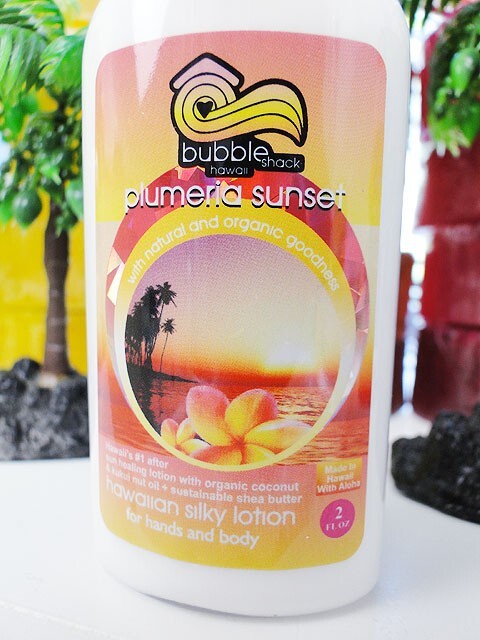 bubble
shack
hawaii
plumeria sunset
with natural and organic goodness
Hawaii's #1 after
sun healing lotion with organic coconut
& kukui nut oil + sustainable shea butter
hawaiian silky lotion
for hands and body
Made in
Hawaii
With Aloha
2
FL OZ